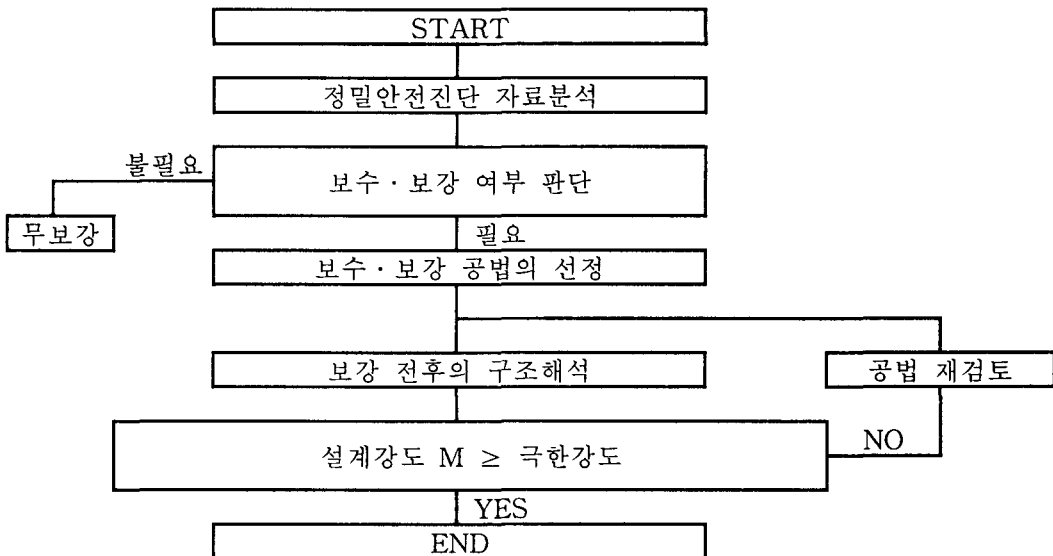 START
정밀안전진단 자료분석
불필요
보수 · 보강 여부 판단
무보강
필요
보수 · 보강 공법의 선정
보강 전후의 구조해석
공법 재검토
설계강도 M ≥ 극한강도
NO
YES
END